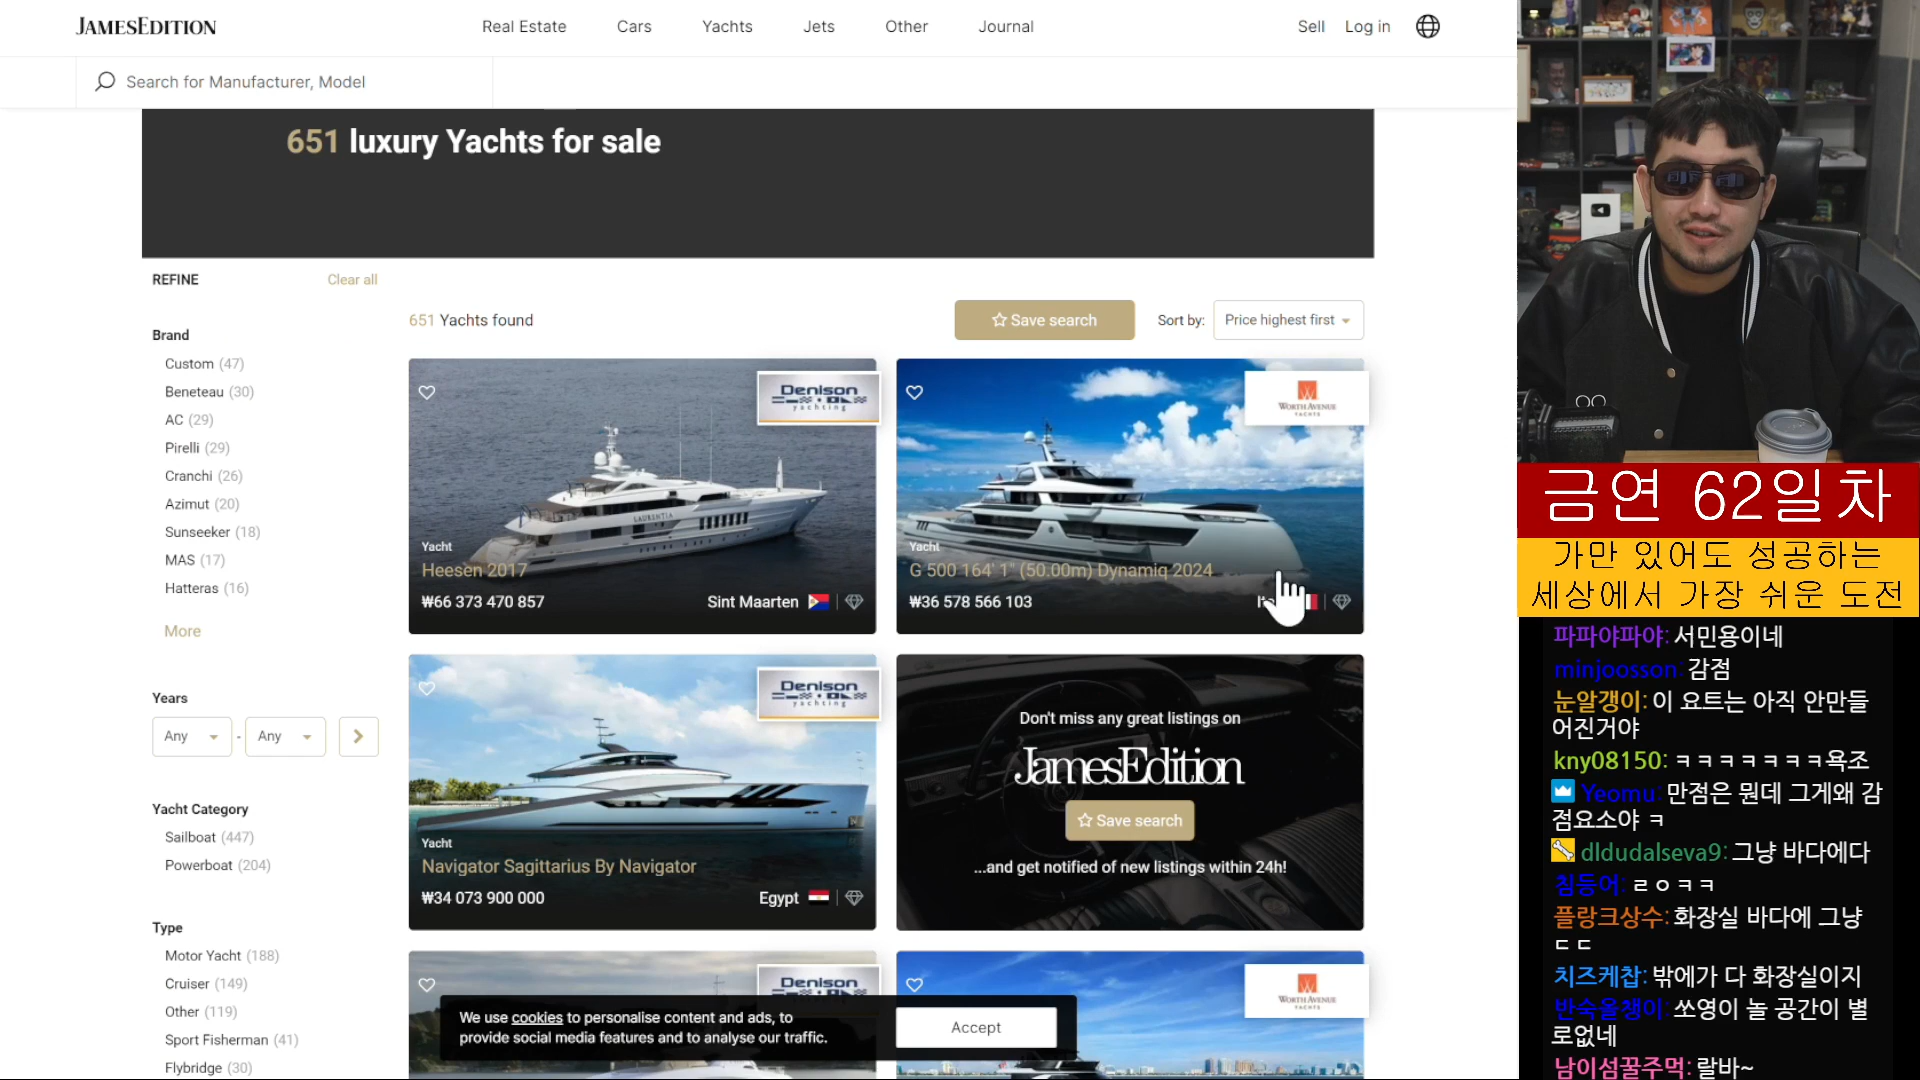 JAMESEDITION
Real Estate
Cars
Yachts
Jets
Other
Journal
Sell
Log in
Search for Manufacturer, Model
651 luxury Yachts for sale
REFINE
Clear all
651 Yachts found
Save search
Sort by:
Price highest first
Brand
Custom (47)
Beneteau (30)
AC (29)
Pirelli (29)
Cranchi (26)
Azimut (20)
Sunseeker (18)
MAS (17)
Hatteras (16)
More
Years
Any
-
Any
Yacht Category
Sailboat (447)
Powerboat (204)
Type
Motor Yacht (188)
Cruiser (149)
Other (119)
Sport Fisherman (41)
Flybridge (30)
Denison
yachting
LAURENTIA
Yacht
Heesen 2017
₩66 373 470 857
Sint Maarten
WORTH AVENUE
YACHTS
Yacht
G 500 164' 1" (50.00m) Dynamiq 2024
₩36 578 566 103
Denison
yachting
Yacht
Navigator Sagittarius By Navigator
₩34 073 900 000
Egypt
Don't miss any great listings on
JamesEdition
Save search
...and get notified of new listings within 24h!
Denison
WORTH AVENUE
YACHTS
We use cookies to personalise content and ads, to
provide social media features and to analyse our traffic.
Accept
금연 62일차
가만 있어도 성공하는
세상에서 가장 쉬운 도전
파파야파야: 서민용이네
minjoosson: 감점
눈알갱이: 이 요트는 아직 안만들
어진거야
kny08150: ㅋㅋㅋㅋㅋㅋㅋ욕조
Yeomu: 만점은 뭔데 그게왜 감
점요소야 ㅋ
dldudalseva9: 그냥 바다에다
침등어: ㄹㅇㅋㅋ
플랑크상수: 화장실 바다에 그냥
ㄷㄷ
치즈케찹: 밖에가 다 화장실이지
반숙올챙이: 쏘영이 놀 공간이 별
로없네
남이섬꿀주먹: 랄바~